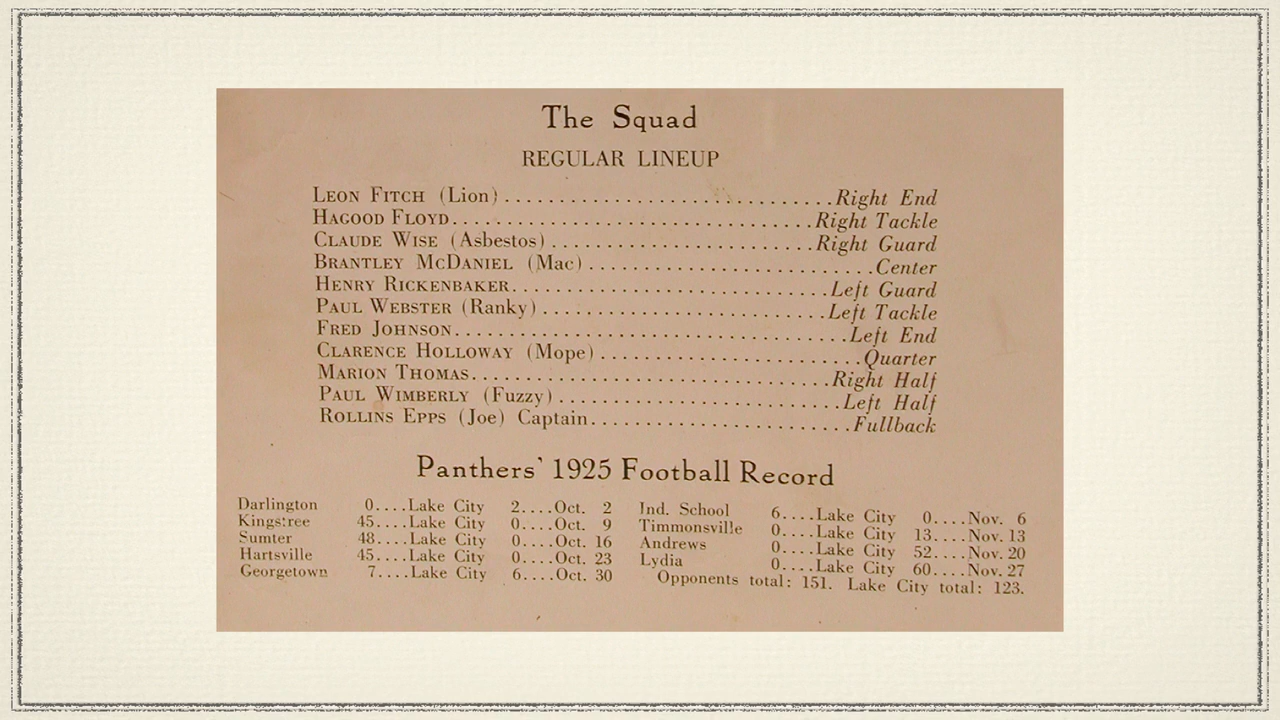 The Squad
REGULAR LINEUP
LEON FITCH (Lion)..............................Right End
HAGOOD FLOYD.................................Right Tackle
CLAUDE WISE (Asbestos)........................Right Guard
BRANTLEY MCDANIEL (Mac)..........................Center
HENRY RICKENBAKER.............................Left Guard
PAUL WEBSTER (Ranky)..........................Left Tackle
FRED JOHNSON....................................Left End
CLARENCE HOLLOWAY (Mope)........................Quarter
MARION THOMAS.................................Right Half
PAUL WIMBERLY (Fuzzy)..........................Left Half
ROLLINS EPPS (Joe) Captain.......................Fullback
Panthers' 1925 Football Record
Darlington 0....Lake City 2....Oct. 2
Kingstree 45....Lake City 0....Oct. 9
Sumter 48....Lake City 0....Oct. 16
Hartsville 45....Lake City 0....Oct. 23
Georgetown 7....Lake City 6....Oct. 30
Ind. School 6....Lake City 0....Nov. 6
Timmonsville 0....Lake City 13....Nov. 13
Andrews 0....Lake City 52....Nov. 20
Lydia 0....Lake City 60....Nov. 27
Opponents total: 151. Lake City total: 123.